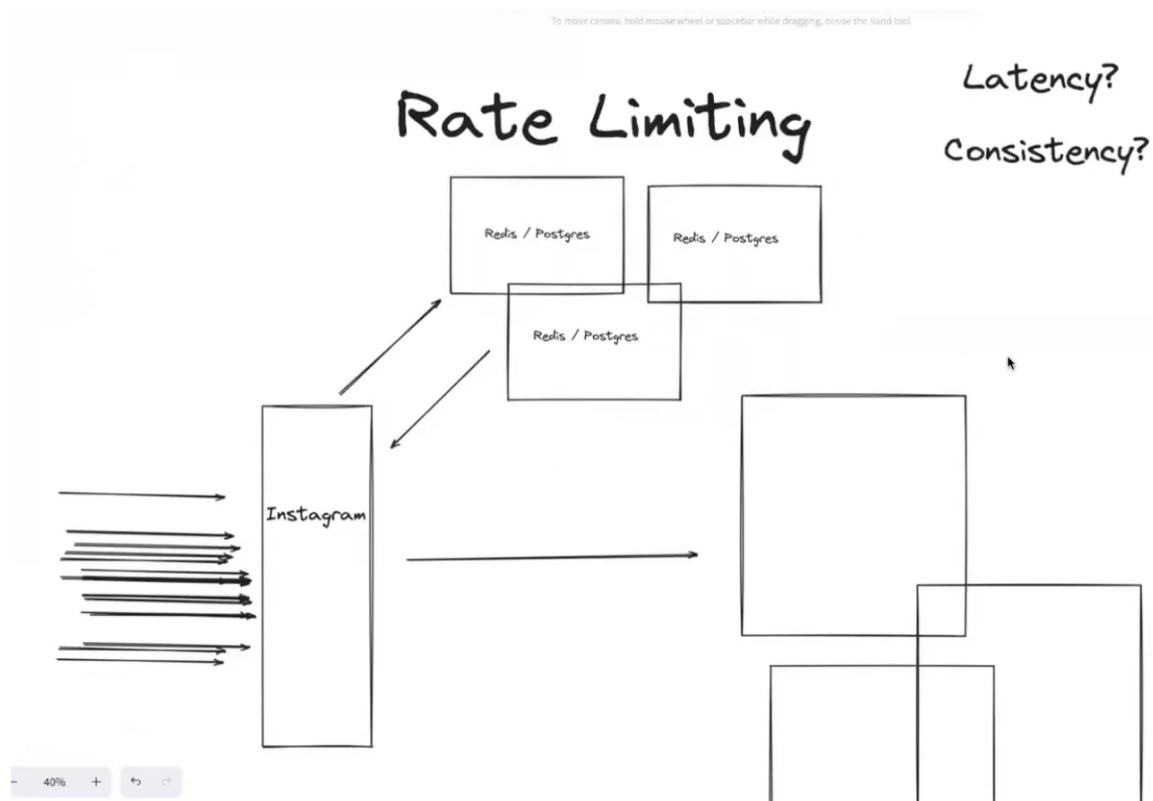 To move canvas, hold mouse wheel or spacebar while dragging, or use the hand tool
Latency?
Rate Limiting
Consistency?
Redis / Postgres
Redis / Postgres
Redis / Postgres
Instagram
40%